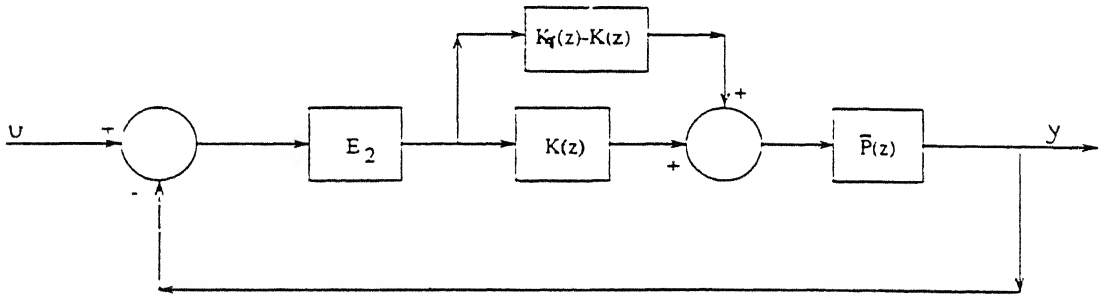 Kq(z)-K(z)
+
U
+
E2
K(z)
+
P̄(z)
y
-